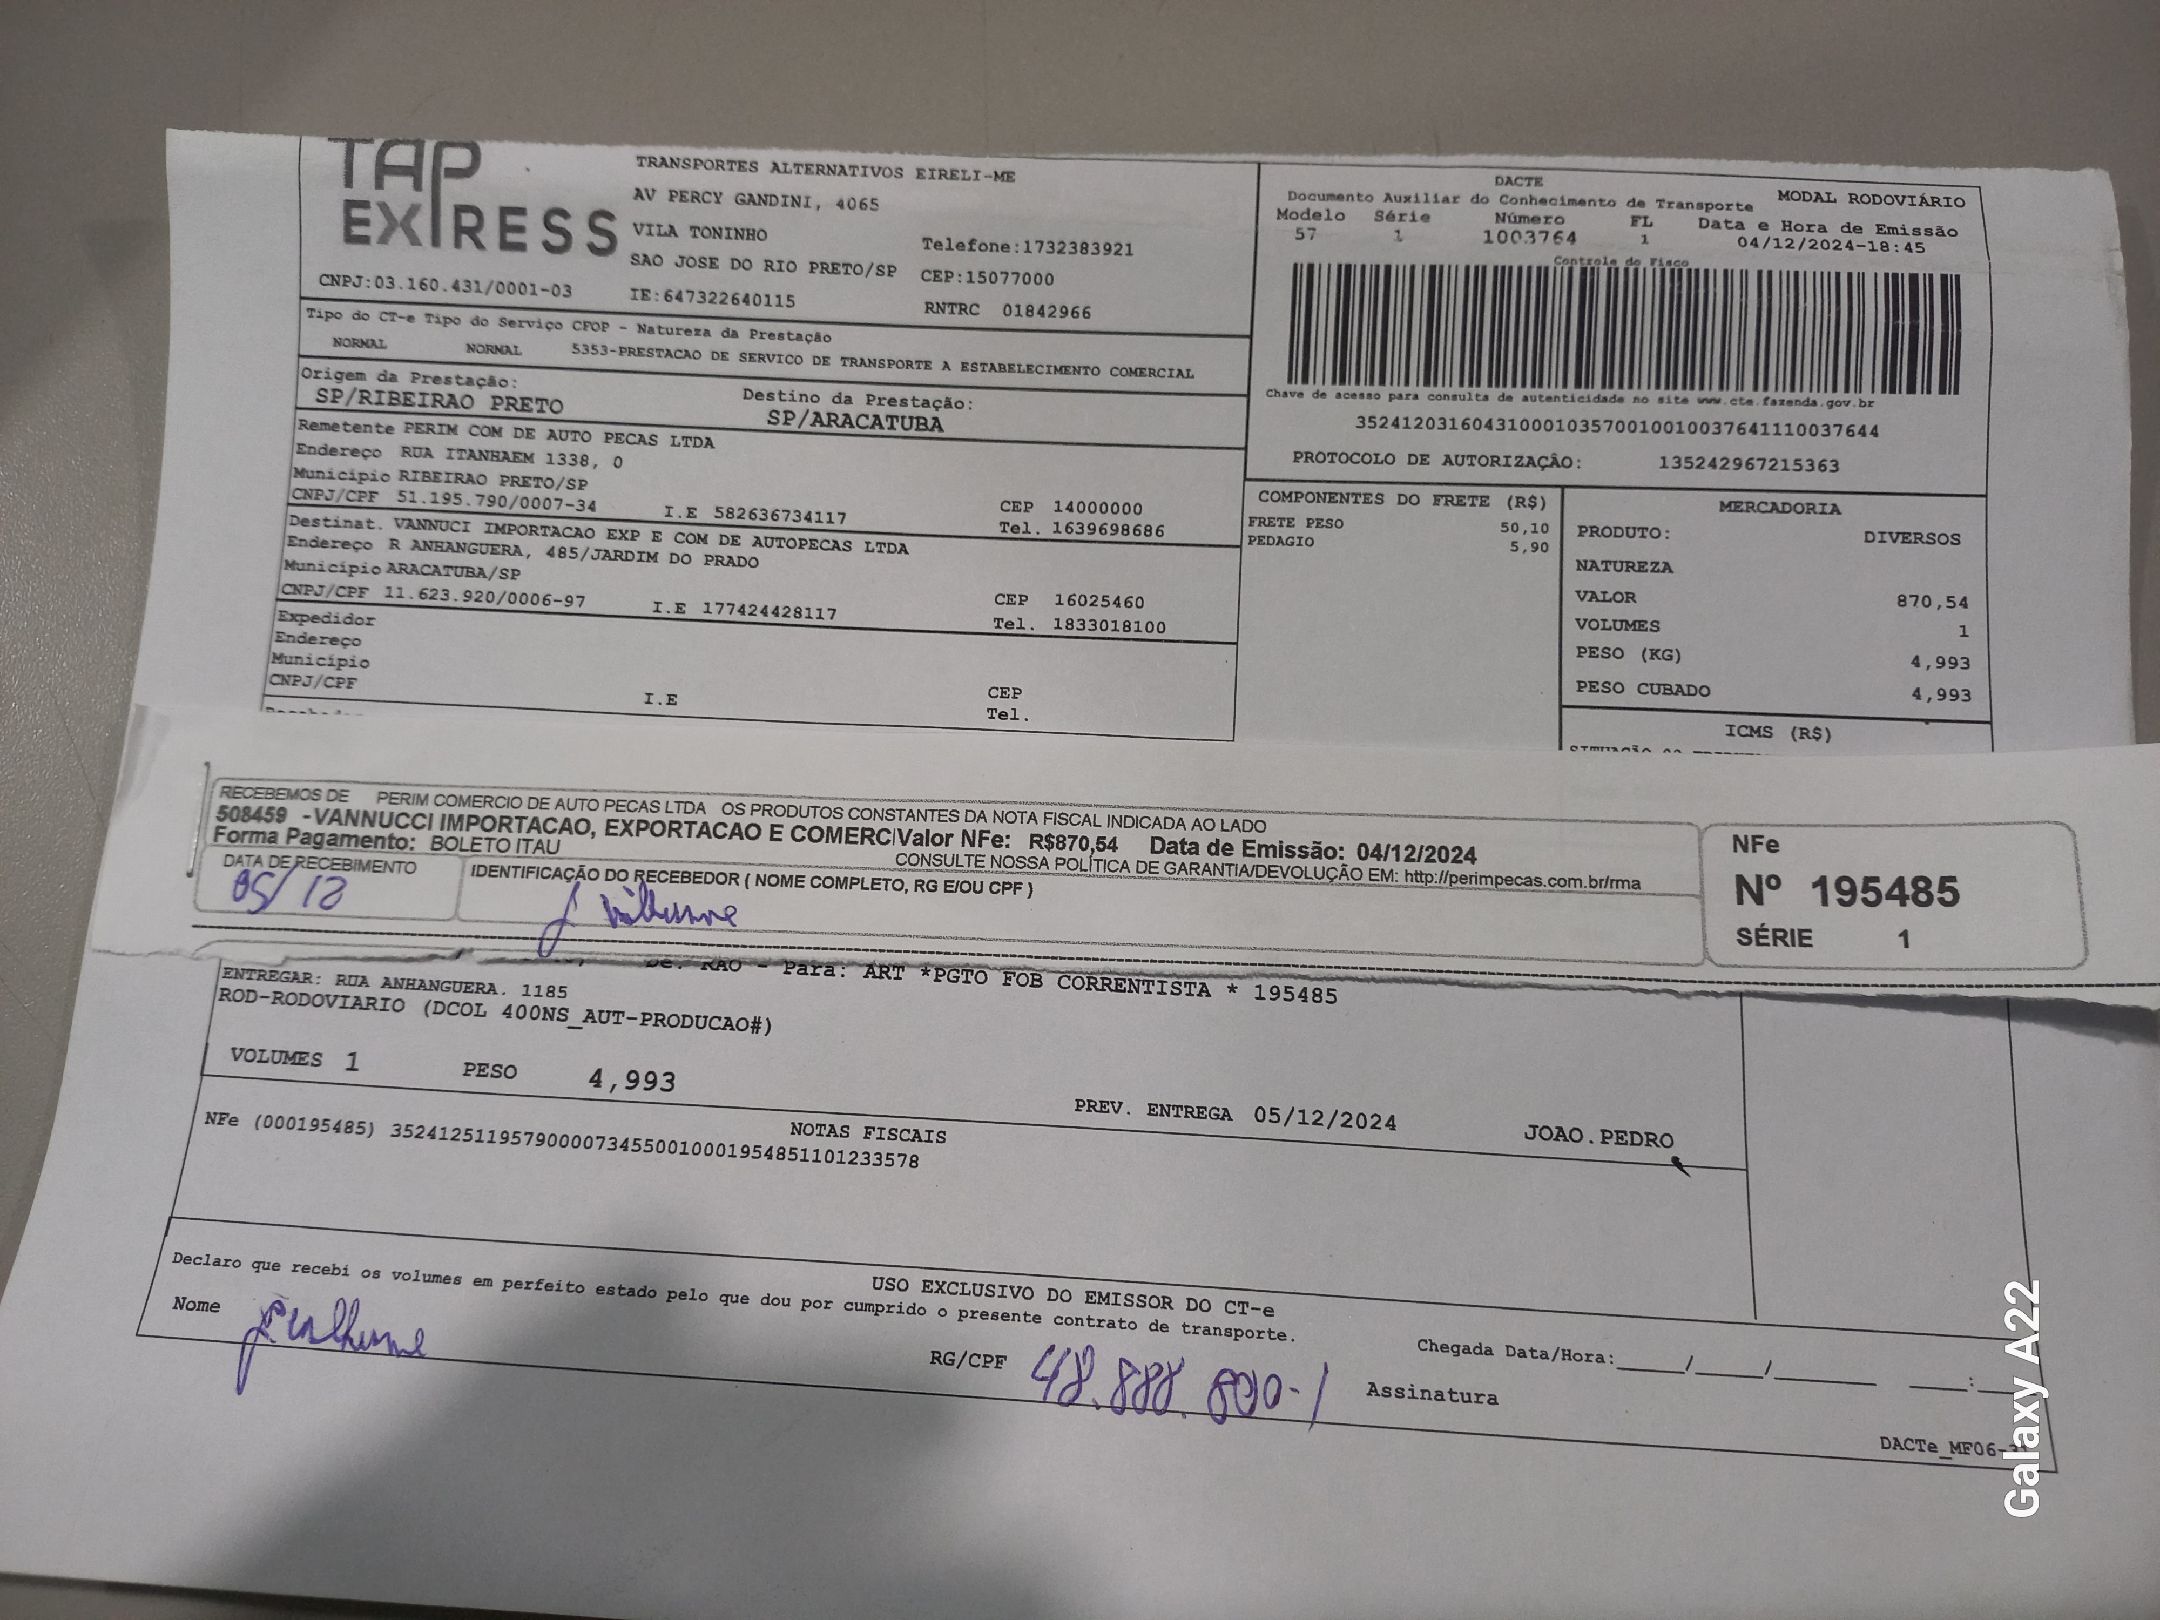 TAP
EXPRESS
TRANSPORTES ALTERNATIVOS EIRELI-ME
AV PERCY GANDINI, 4065
VILA TONINHO
Telefone:1732383921
SAO JOSE DO RIO PRETO/SP
CEP:15077000
CNPJ:03.160.431/0001-03
IE:647322640115
RNTRC 01842966
DACTE
Documento Auxiliar do Conhecimento de Transporte
MODAL RODOVIÁRIO
Modelo Série Número FL Data e Hora de Emissão
57 1 1003764 1 04/12/2024-18:45
Controle do Fisco
Chave de acesso para consulta de autenticidade no site www.cte.fazenda.gov.br
35241203160431000103570010010037641110037644
PROTOCOLO DE AUTORIZAÇÃO: 135242967215363
Tipo do CT-e Tipo do Serviço CFOP - Natureza da Prestação
NORMAL NORMAL 5353-PRESTACAO DE SERVICO DE TRANSPORTE A ESTABELECIMENTO COMERCIAL
Origem da Prestação: Destino da Prestação:
SP/RIBEIRAO PRETO SP/ARACATUBA
Remetente PERIM COM DE AUTO PECAS LTDA
Endereço RUA ITANHAEM 1338, 0
Município RIBEIRAO PRETO/SP
CEP 14000000
CNPJ/CPF 51.195.790/0007-34 I.E 582636734117 Tel. 1639698686
Destinat. VANNUCI IMPORTACAO EXP E COM DE AUTOPECAS LTDA
Endereço R ANHANGUERA, 485/JARDIM DO PRADO
Município ARACATUBA/SP
CEP 16025460
CNPJ/CPF 11.623.920/0006-97 I.E 177424428117 Tel. 1833018100
Expedidor
Endereço
Município
CEP
CNPJ/CPF I.E Tel.
COMPONENTES DO FRETE (R$)
FRETE PESO 50,10
PEDAGIO 5,90
MERCADORIA
PRODUTO: DIVERSOS
NATUREZA
VALOR 870,54
VOLUMES 1
PESO (KG) 4,993
PESO CUBADO 4,993
ICMS (R$)
RECEBEMOS DE PERIM COMERCIO DE AUTO PECAS LTDA OS PRODUTOS CONSTANTES DA NOTA FISCAL INDICADA AO LADO
508459 -VANNUCCI IMPORTACAO, EXPORTACAO E COMERC Valor NFe: R$870,54 Data de Emissão: 04/12/2024
Forma Pagamento: BOLETO ITAU
CONSULTE NOSSA POLÍTICA DE GARANTIA/DEVOLUÇÃO EM: http://perimpecas.com.br/rma
DATA DE RECEBIMENTO
IDENTIFICAÇÃO DO RECEBEDOR ( NOME COMPLETO, RG E/OU CPF )
05/12
NFe
Nº 195485
SÉRIE 1
De: RAO - Para: ART *PGTO FOB CORRENTISTA * 195485
ENTREGAR: RUA ANHANGUERA. 1185
ROD-RODOVIARIO (DCOL 400NS_AUT-PRODUCAO#)
VOLUMES 1 PESO 4,993
PREV. ENTREGA 05/12/2024 JOAO.PEDRO
NOTAS FISCAIS
NFe (000195485) 35241251195790000734550010001954851101233578
USO EXCLUSIVO DO EMISSOR DO CT-e
Declaro que recebi os volumes em perfeito estado pelo que dou por cumprido o presente contrato de transporte.
Nome
RG/CPF 48.888.800-1
Chegada Data/Hora:_____/_____/_______ ____:
Assinatura
DACTe_MF06-
Galaxy A22